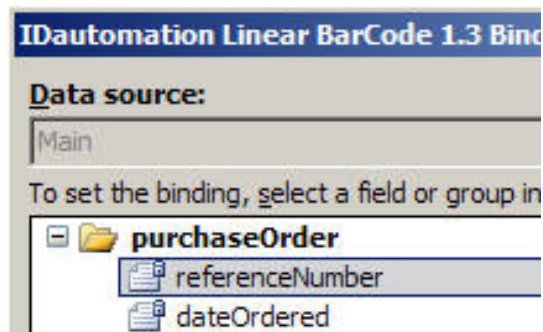 IDautomation Linear BarCode 1.3 Bind
Data source:
Main
To set the binding, select a field or group in
purchaseOrder
referenceNumber
dateOrdered